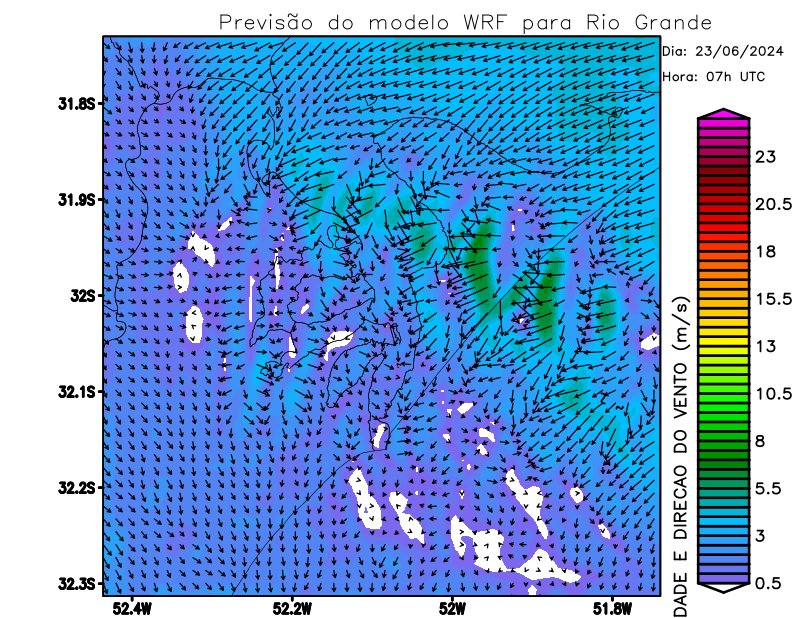 Previsão do modelo WRF para Rio Grande
Dia: 23/06/2024
Hora: 07h UTC
31.8S
31.9S
32S
32.1S
32.2S
32.3S
52.4W
52.2W
52W
51.8W
23
20.5
18
15.5
13
10.5
8
5.5
3
0.5
DADE E DIRECAO DO VENTO (m/s)